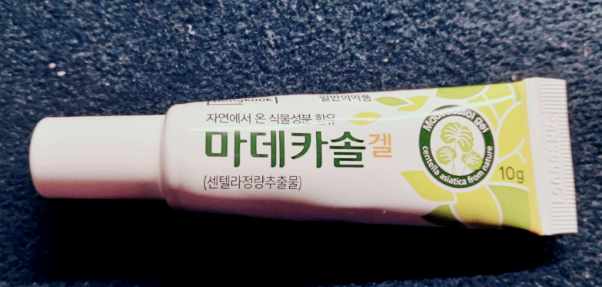 일반의약품
자연에서 온 식물성분 함유
마데카솔겔
(센텔라정량추출물)
Madecassol gel
centella asiatica from nature
10g